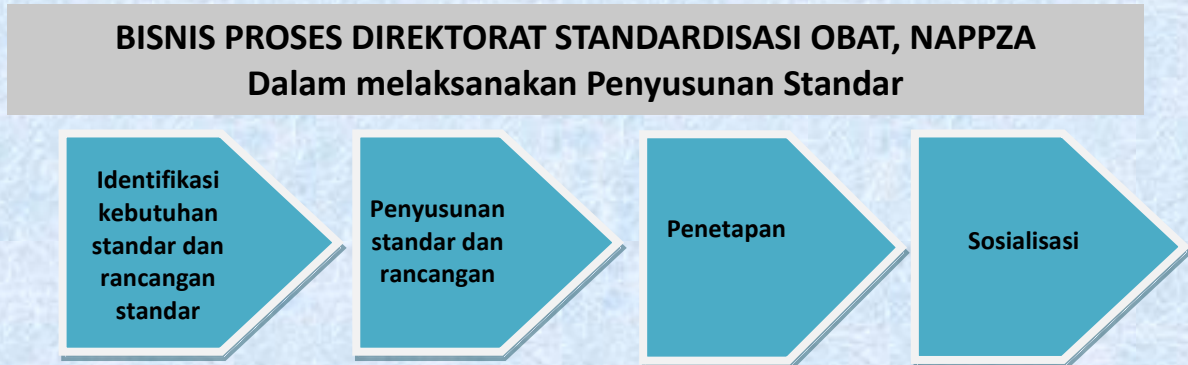 BISNIS PROSES DIREKTORAT STANDARDISASI OBAT, NAPPZA
Dalam melaksanakan Penyusunan Standar
Identifikasi
kebutuhan
standar dan
rancangan
standar
Penyusunan
standar dan
rancangan
Penetapan
Sosialisasi